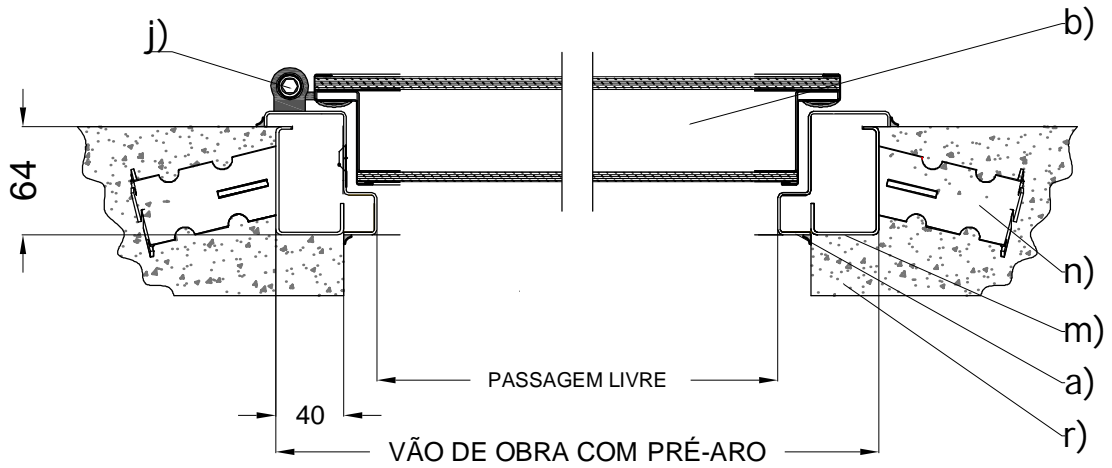 j)
b)
64
n)
m)
a)
PASSAGEM LIVRE
40
r)
VÃO DE OBRA COM PRÉ-ARO